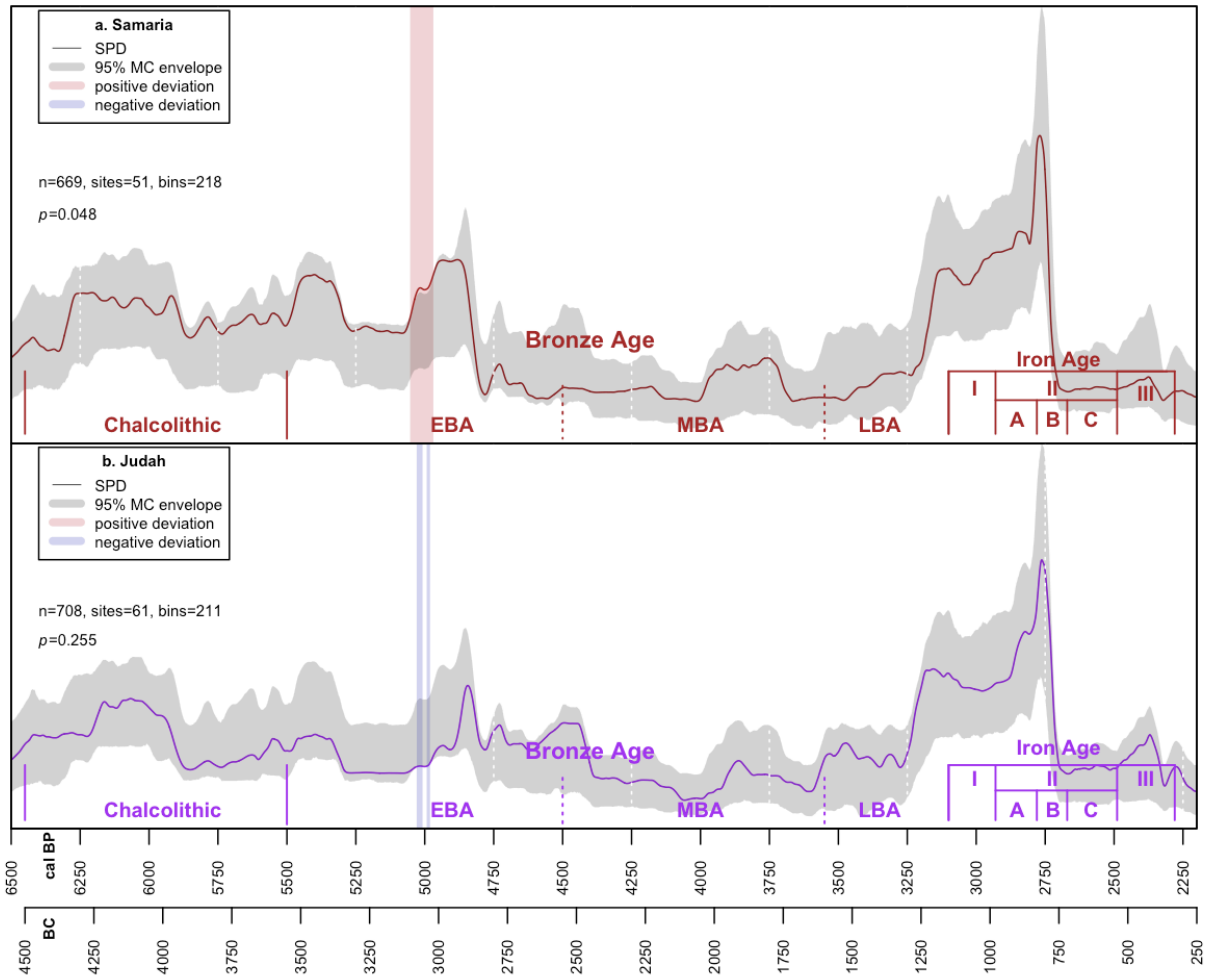 a. Samaria
SPD
95% MC envelope
positive deviation
negative deviation
n=669, sites=51, bins=218
p=0.048
Bronze Age
Iron Age
I II III
Chalcolithic EBA MBA LBA A B C
b. Judah
SPD
95% MC envelope
positive deviation
negative deviation
n=708, sites=61, bins=211
p=0.255
Bronze Age
Iron Age
I II III
Chalcolithic EBA MBA LBA A B C
cal BP
6500 6250 6000 5750 5500 5250 5000 4750 4500 4250 4000 3750 3500 3250 3000 2750 2500 2250
BC
4500 4250 4000 3750 3500 3250 3000 2750 2500 2250 2000 1750 1500 1250 1000 750 500 250